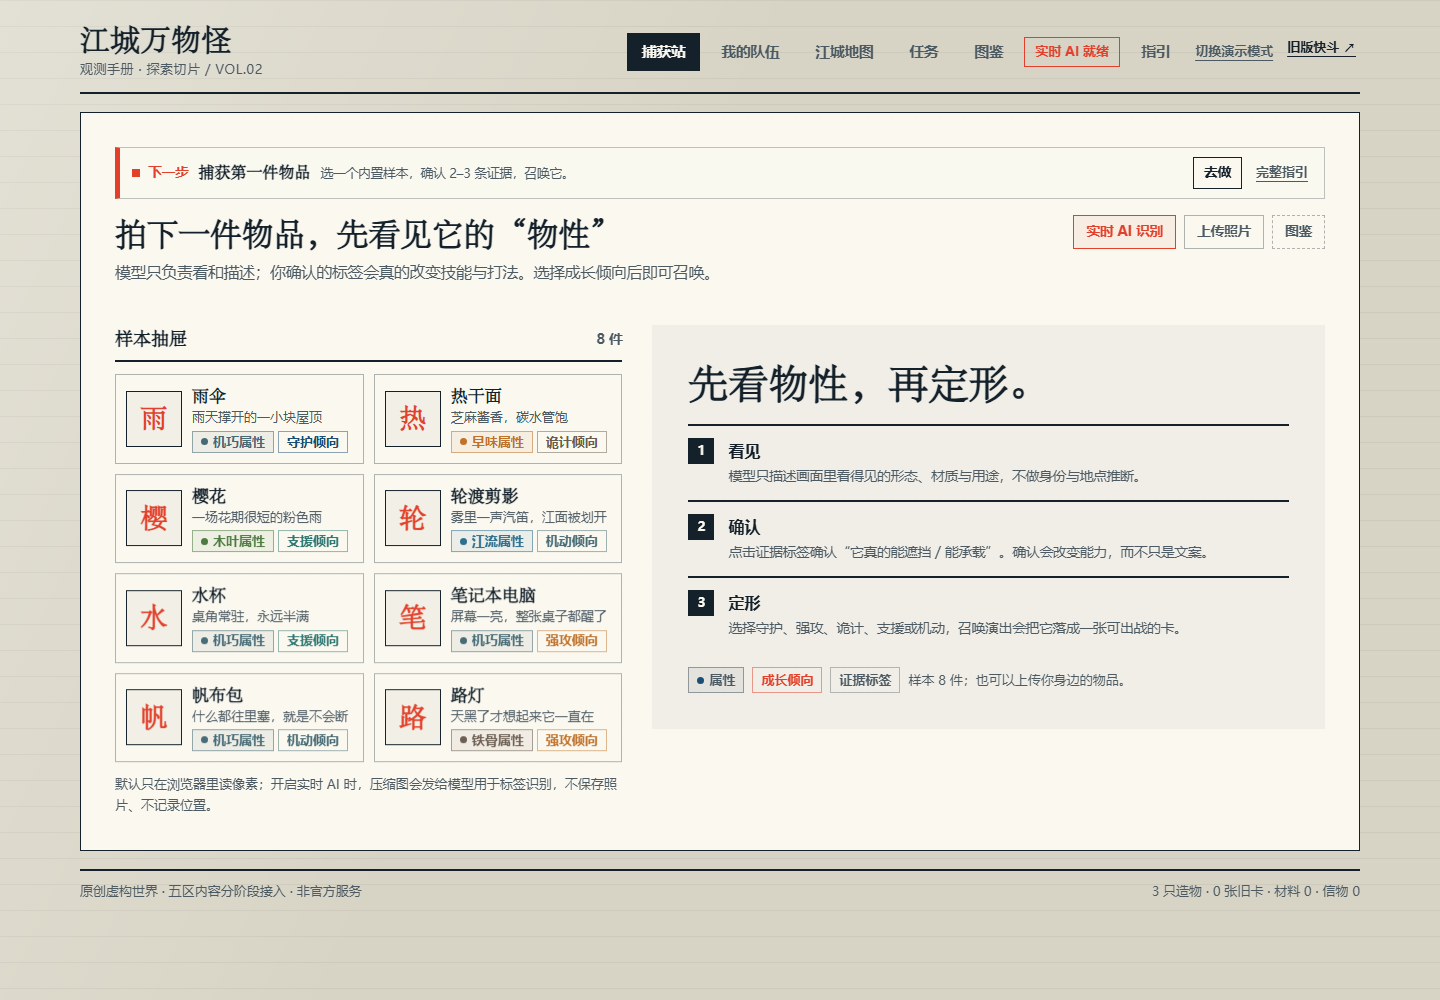 江城万物怪
观测手册 · 探索切片 / VOL.02
捕获站
我的队伍
江城地图
任务
图鉴
实时 AI 就绪
指引
切换演示模式
旧版快斗 ↗
下一步 捕获第一件物品 选一个内置样本，确认 2–3 条证据，召唤它。
去做
完整指引
拍下一件物品，先看见它的“物性”
实时 AI 识别
上传照片
图鉴
模型只负责看和描述；你确认的标签会真的改变技能与打法。选择成长倾向后即可召唤。
样本抽屉
8 件
雨
雨伞
雨天撑开的一小块屋顶
机巧属性
守护倾向
热
热干面
芝麻酱香，碳水管饱
早味属性
诡计倾向
樱
樱花
一场花期很短的粉色雨
木叶属性
支援倾向
轮
轮渡剪影
雾里一声汽笛，江面被划开
江流属性
机动倾向
水
水杯
桌角常驻，永远半满
机巧属性
支援倾向
笔
笔记本电脑
屏幕一亮，整张桌子都醒了
机巧属性
强攻倾向
帆
帆布包
什么都往里塞，就是不会断
机巧属性
机动倾向
路
路灯
天黑了才想起来它一直在
铁骨属性
强攻倾向
默认只在浏览器里读像素；开启实时 AI 时，压缩图会发给模型用于标签识别，不保存照
片、不记录位置。
先看物性，再定形。
1 看见
模型只描述画面里看得见的形态、材质与用途，不做身份与地点推断。
2 确认
点击证据标签确认“它真的能遮挡 / 能承载”。确认会改变能力，而不只是文案。
3 定形
选择守护、强攻、诡计、支援或机动，召唤演出会把它落成一张可出战的卡。
属性
成长倾向
证据标签
样本 8 件；也可以上传你身边的物品。
原创虚构世界 · 五区内容分阶段接入 · 非官方服务
3 只造物 · 0 张旧卡 · 材料 0 · 信物 0